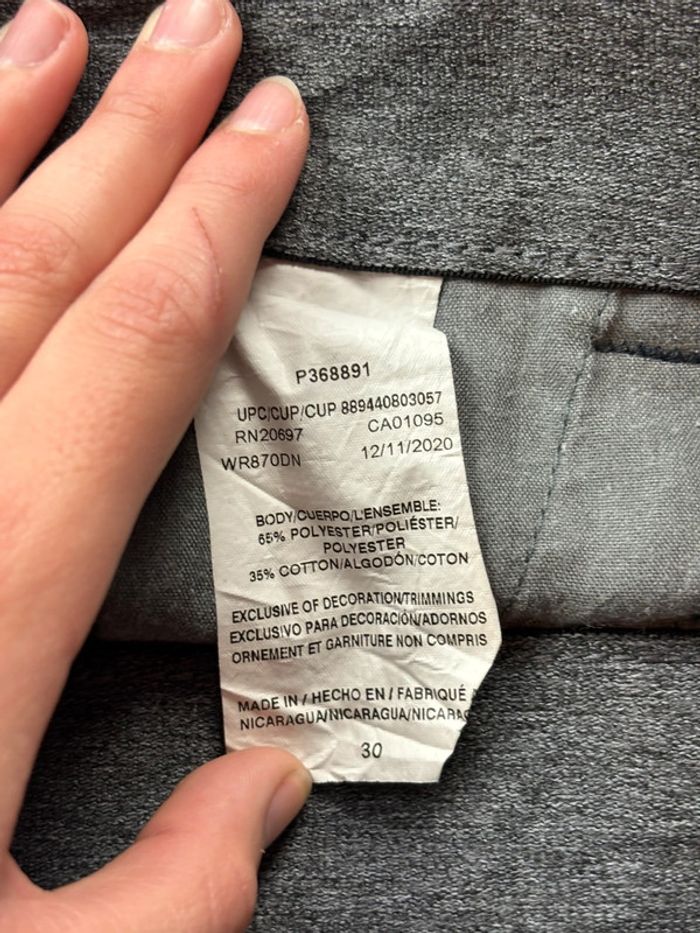 P368891
UPC/CUP/CUP 889440803057
RN20697 CA01095
WR870DN 12/11/2020
BODY/CUERPO/L'ENSEMBLE:
65% POLYESTER/POLIÉSTER/
POLYESTER
35% COTTON/ALGODÓN/COTON
EXCLUSIVE OF DECORATION/TRIMMINGS
EXCLUSIVO PARA DECORACIÓN/ADORNOS
ORNEMENT ET GARNITURE NON COMPRIS
MADE IN / HECHO EN / FABRIQUÉ
NICARAGUA/NICARAGUA/NICARAG
30